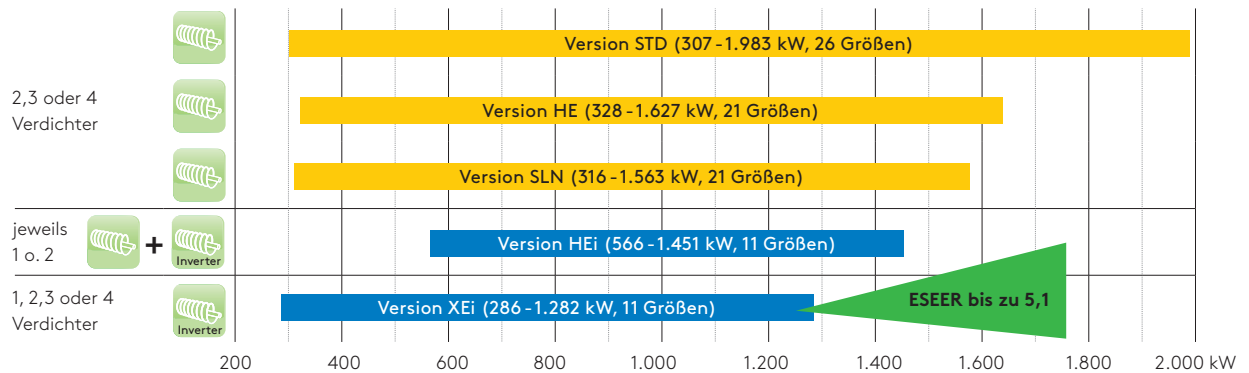 Version STD (307-1.983 kW, 26 Größen)
2,3 oder 4
Verdichter
Version HE (328-1.627 kW, 21 Größen)
Version SLN (316-1.563 kW, 21 Größen)
jeweils
1 o. 2
+
Inverter
Version HEi (566-1.451 kW, 11 Größen)
1, 2,3 oder 4
Verdichter
Inverter
Version XEi (286-1.282 kW, 11 Größen)
ESEER bis zu 5,1
200 400 600 800 1.000 1.200 1.400 1.600 1.800 2.000 kW